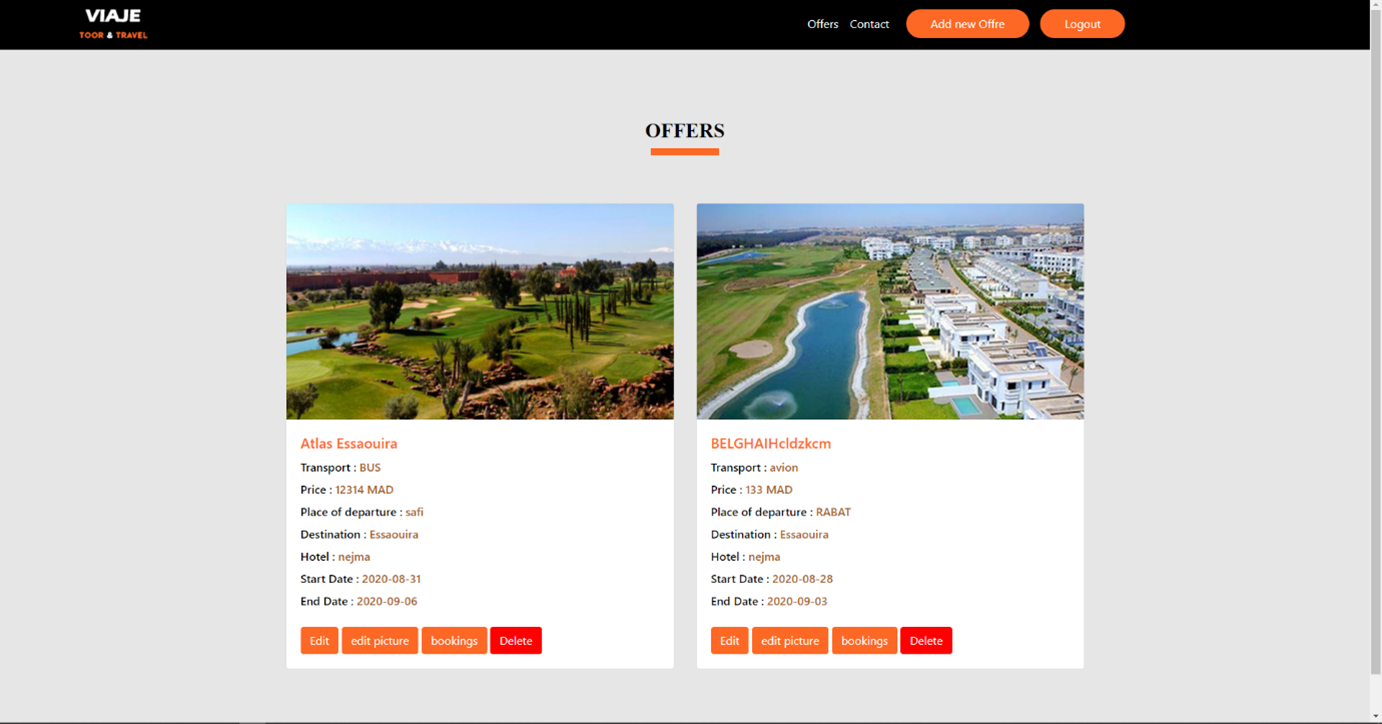 VIAJE
TOOR & TRAVEL
Offers Contact Add new Offre Logout
OFFERS
Atlas Essaouira
Transport : BUS
Price : 12314 MAD
Place of departure : safi
Destination : Essaouira
Hotel : nejma
Start Date : 2020-08-31
End Date : 2020-09-06
Edit edit picture bookings Delete
BELGHAIHcldzkcm
Transport : avion
Price : 133 MAD
Place of departure : RABAT
Destination : Essaouira
Hotel : nejma
Start Date : 2020-08-28
End Date : 2020-09-03
Edit edit picture bookings Delete